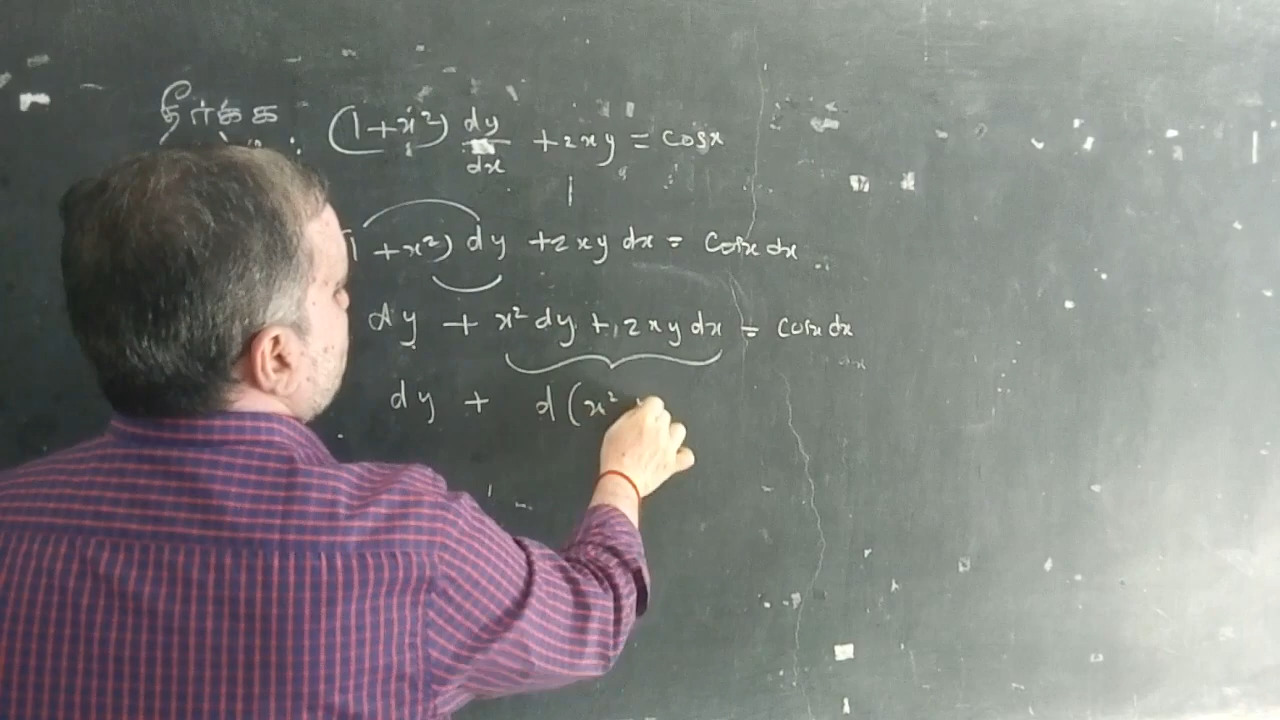 தீர்க்க
(1+x²) dy/dx + 2xy = cosx
1 + x²) dy + 2xy dx = cosx dx
dy + x² dy + 2xy dx = cosx dx
dy + d(x²